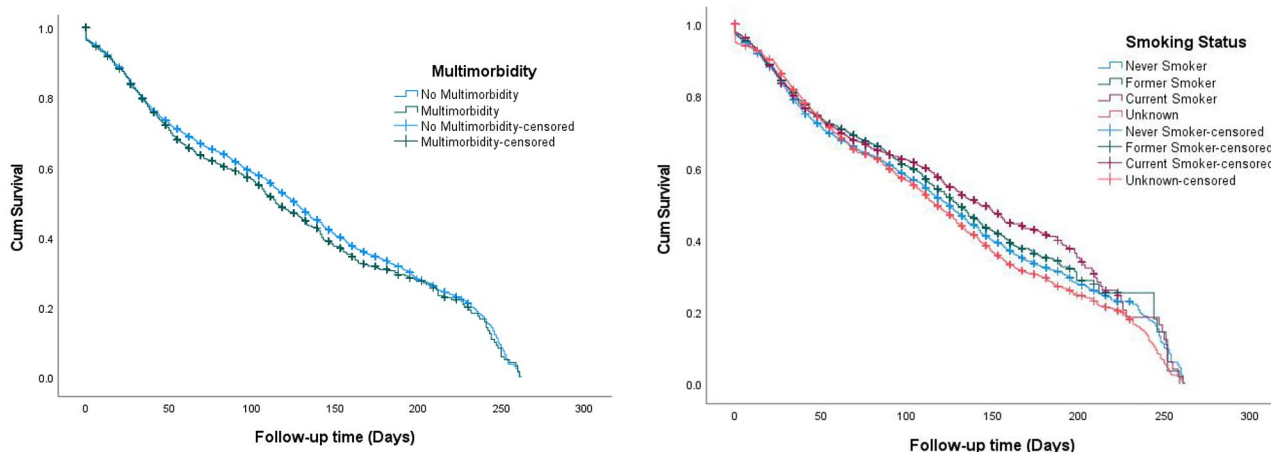 Multimorbidity
No Multimorbidity
Multimorbidity
No Multimorbidity-censored
Multimorbidity-censored
Cum Survival
1.0
0.8
0.6
0.4
0.2
0.0
0 50 100 150 200 250 300
Follow-up time (Days)
Smoking Status
Never Smoker
Former Smoker
Current Smoker
Unknown
Never Smoker-censored
Former Smoker-censored
Current Smoker-censored
Unknown-censored
Cum Survival
1.0
0.8
0.6
0.4
0.2
0.0
0 50 100 150 200 250 300
Follow-up time (Days)